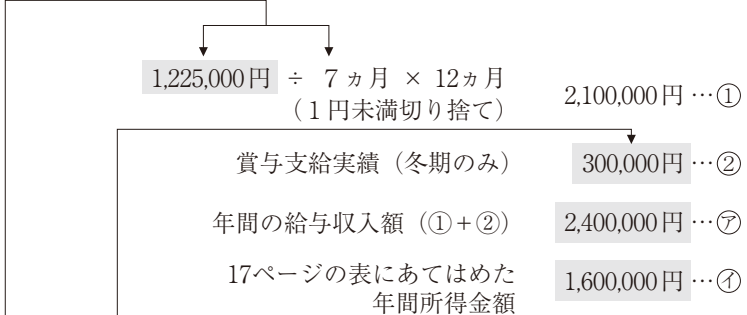 1,225,000円 ÷ 7ヵ月 × 12ヵ月
（1円未満切り捨て）
2,100,000円 …①
賞与支給実績（冬期のみ） 300,000円 …②
年間の給与収入額（①＋②） 2,400,000円 …㋐
17ページの表にあてはめた
年間所得金額
1,600,000円 …㋑